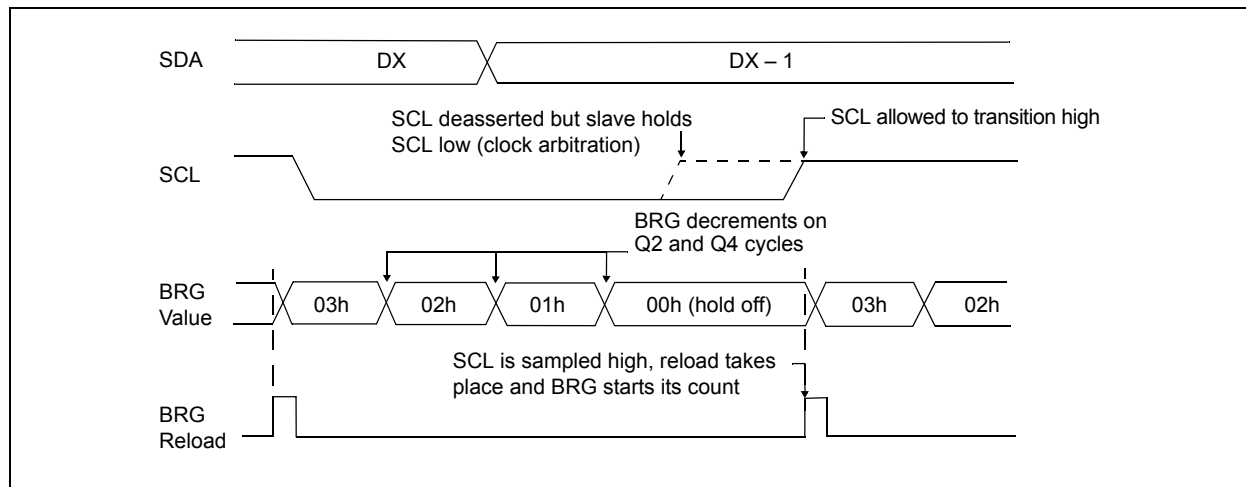 SDA
DX
DX – 1
SCL deasserted but slave holds
SCL low (clock arbitration)
SCL allowed to transition high
SCL
BRG decrements on
Q2 and Q4 cycles
BRG
Value
03h
02h
01h
00h (hold off)
03h
02h
SCL is sampled high, reload takes
place and BRG starts its count
BRG
Reload